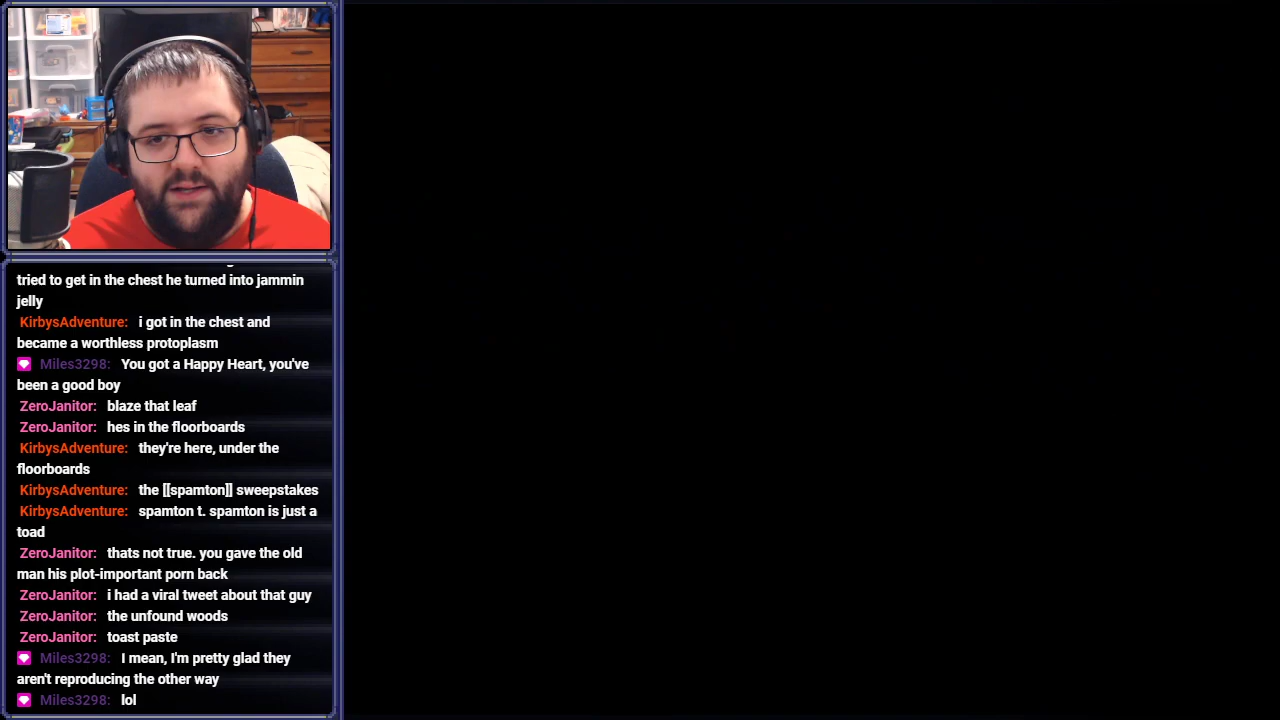 tried to get in the chest he turned into jammin
jelly
KirbysAdventure: i got in the chest and
became a worthless protoplasm
Miles3298: You got a Happy Heart, you've
been a good boy
ZeroJanitor: blaze that leaf
ZeroJanitor: hes in the floorboards
KirbysAdventure: they're here, under the
floorboards
KirbysAdventure: the [[spamton]] sweepstakes
KirbysAdventure: spamton t. spamton is just a
toad
ZeroJanitor: thats not true. you gave the old
man his plot-important porn back
ZeroJanitor: i had a viral tweet about that guy
ZeroJanitor: the unfound woods
ZeroJanitor: toast paste
Miles3298: I mean, I'm pretty glad they
aren't reproducing the other way
Miles3298: lol